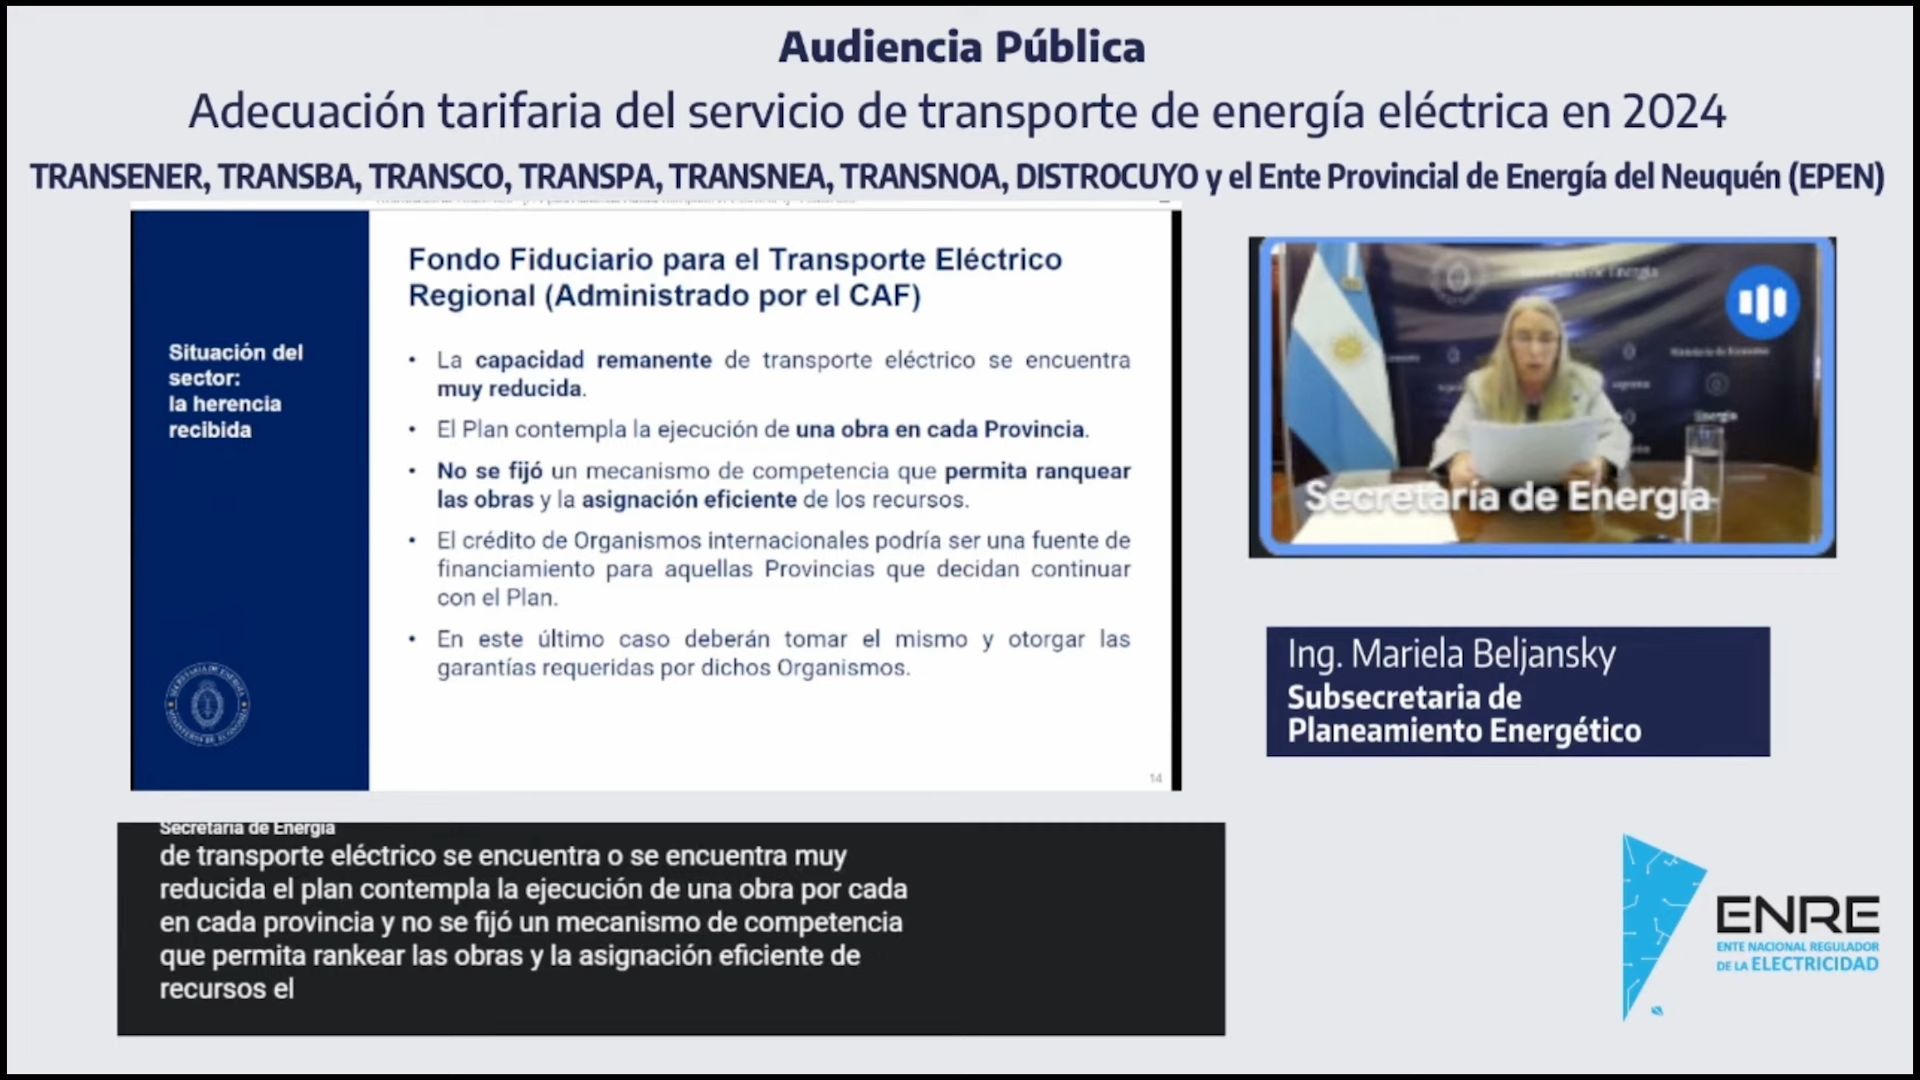 Audiencia Pública
Adecuación tarifaria del servicio de transporte de energía eléctrica en 2024
TRANSENER, TRANSBA, TRANSCO, TRANSPA, TRANSNEA, TRANSNOA, DISTROCUYO y el Ente Provincial de Energía del Neuquén (EPEN)
Situación del
sector:
la herencia
recibida
SECRETARÍA DE ENERGÍA
MINISTERIO DE ECONOMÍA
Fondo Fiduciario para el Transporte Eléctrico
Regional (Administrado por el CAF)
• La capacidad remanente de transporte eléctrico se encuentra
muy reducida.
• El Plan contempla la ejecución de una obra en cada Provincia.
• No se fijó un mecanismo de competencia que permita ranquear
las obras y la asignación eficiente de los recursos.
• El crédito de Organismos internacionales podría ser una fuente de
financiamiento para aquellas Provincias que decidan continuar
con el Plan.
• En este último caso deberán tomar el mismo y otorgar las
garantías requeridas por dichos Organismos.
14
Energía
Secretaría de Energía
Ing. Mariela Beljansky
Subsecretaria de
Planeamiento Energético
Secretaría de Energía
de transporte eléctrico se encuentra o se encuentra muy
reducida el plan contempla la ejecución de una obra por cada
en cada provincia y no se fijó un mecanismo de competencia
que permita rankear las obras y la asignación eficiente de
recursos el
ENRE
ENTE NACIONAL REGULADOR
DE LA ELECTRICIDAD